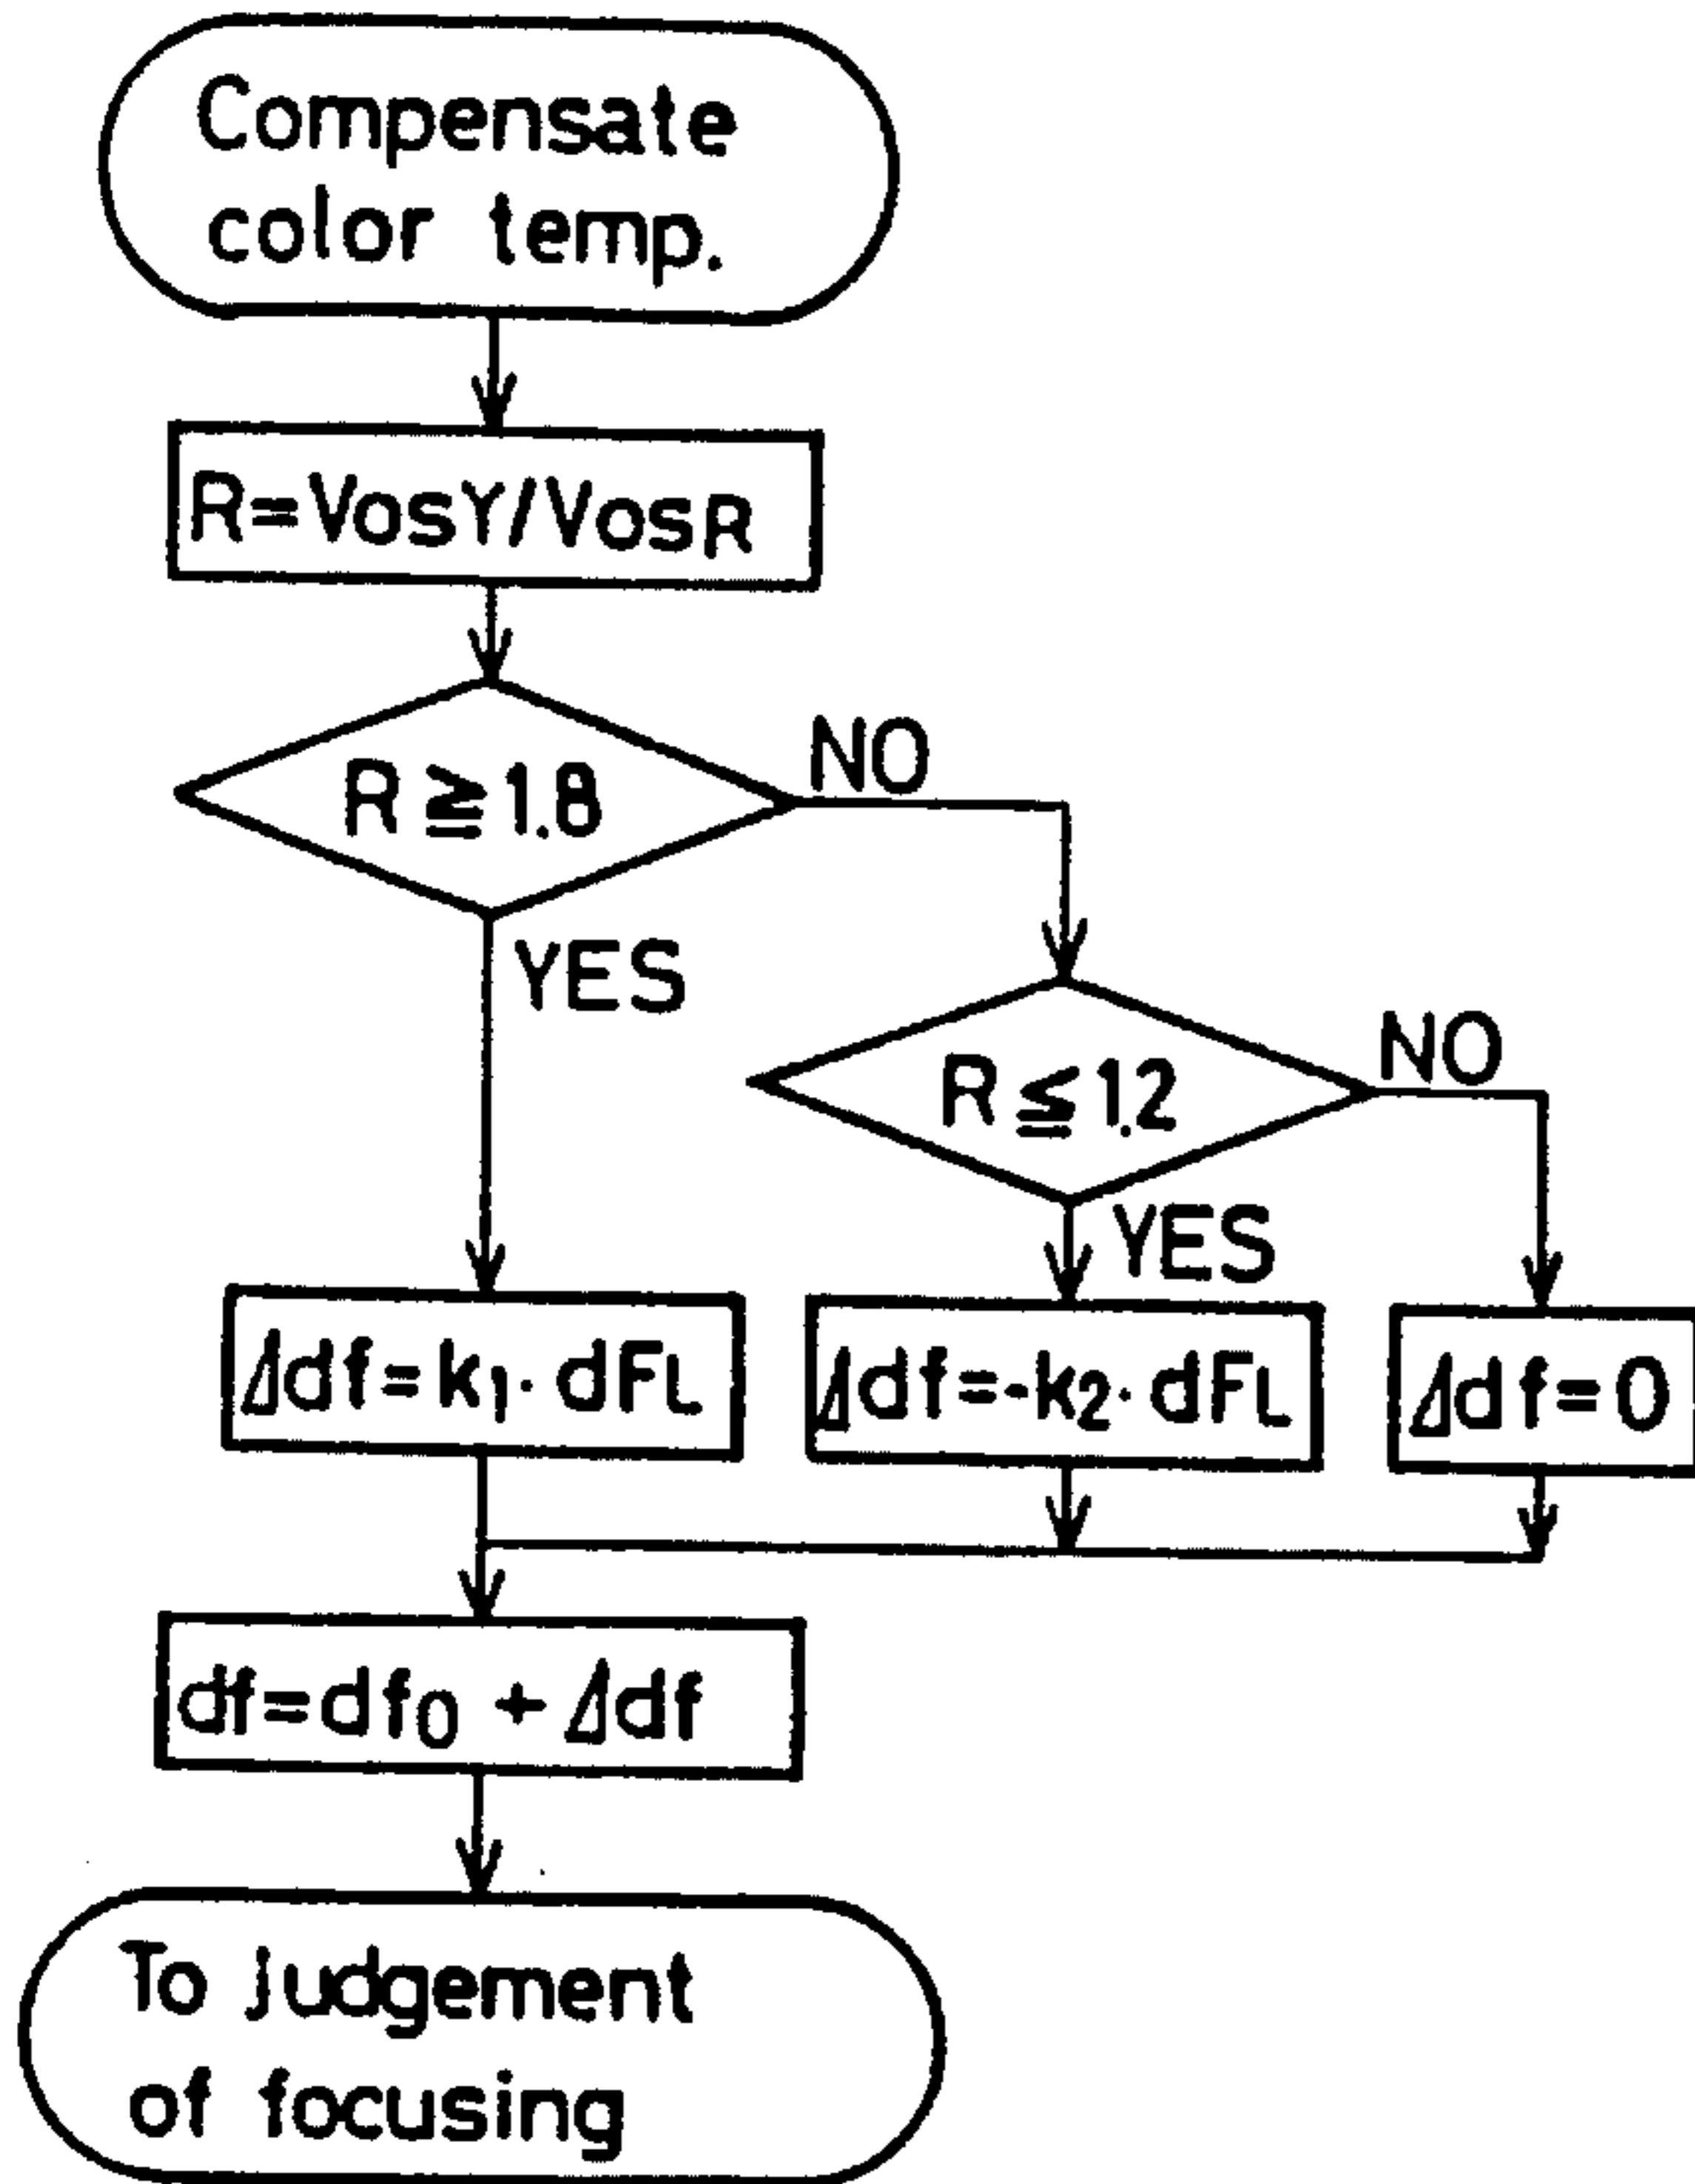 Compensate
color temp.
R=VOSY/VOSR
R≧1.8
NO
YES
R≦1.2
NO
YES
Δdf=k1・dFL
Δdf=-k2・dFL
Δdf=0
df=df0+Δdf
To Judgement
of focusing